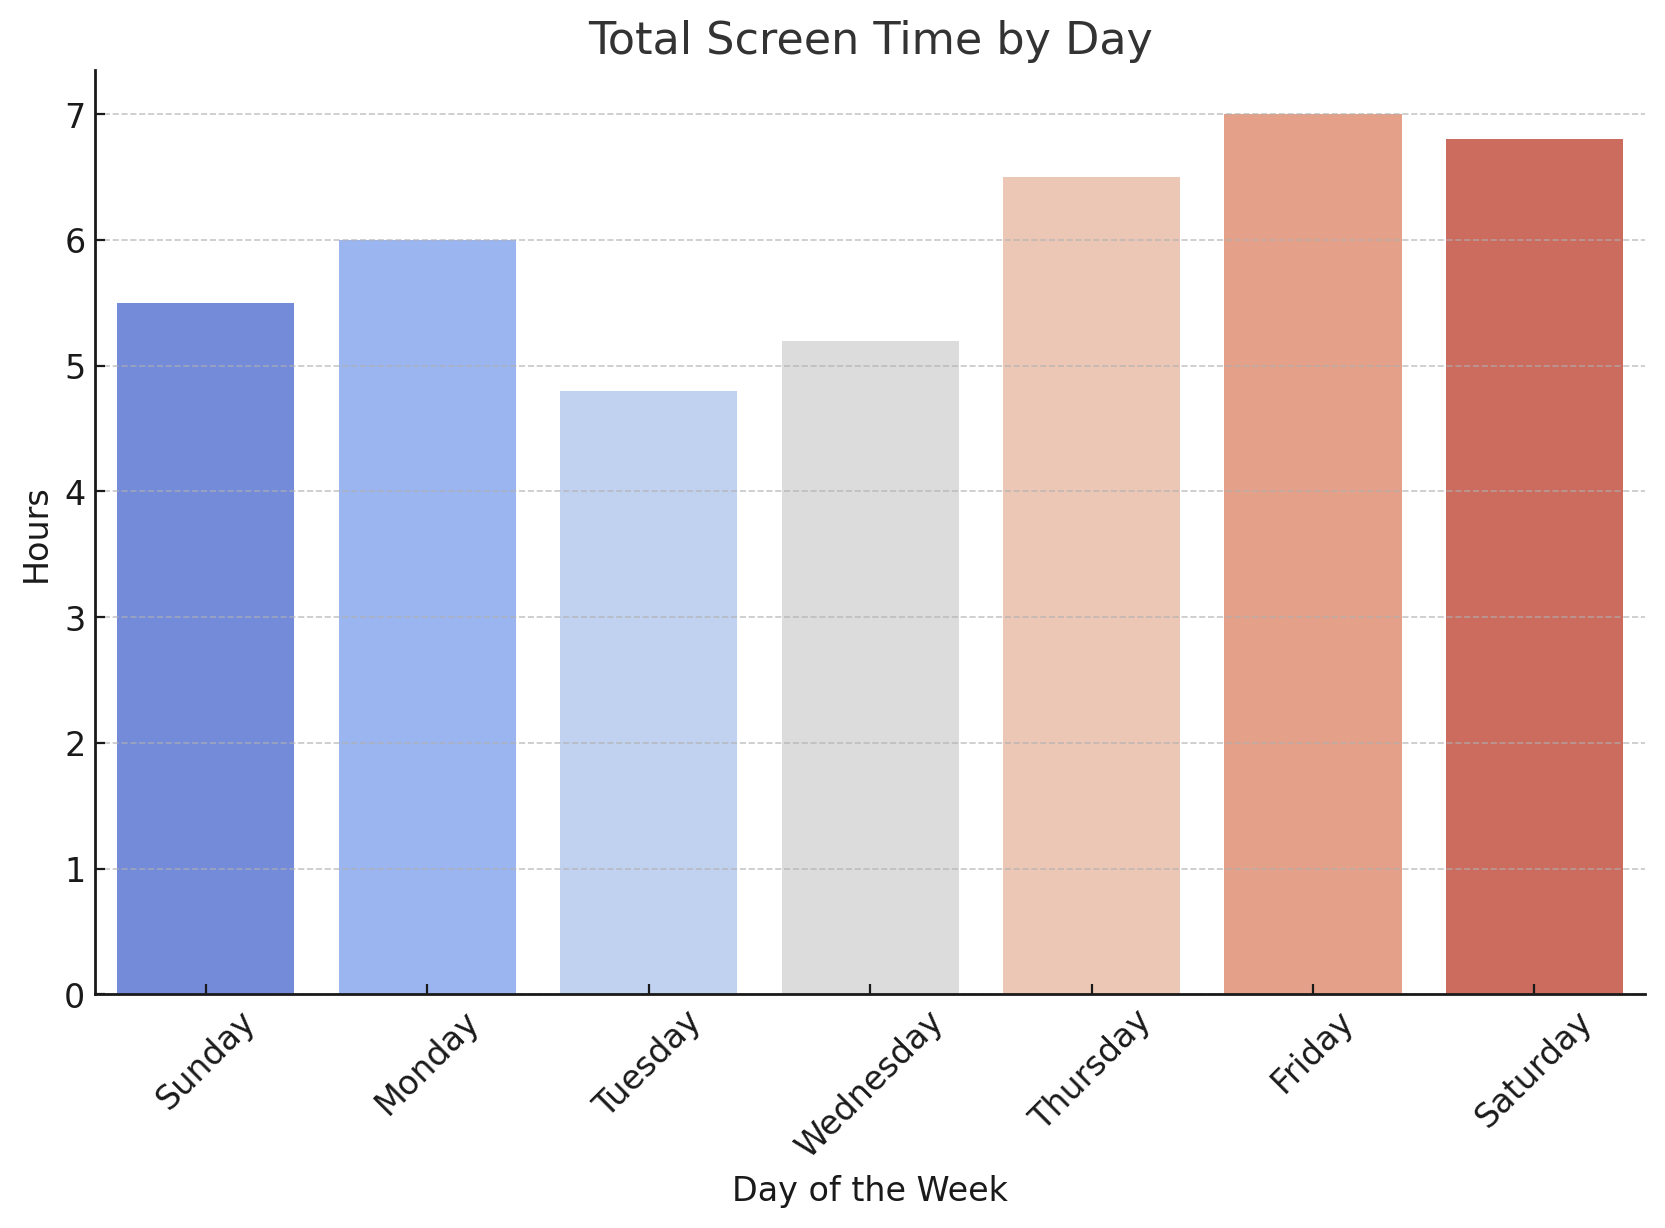 Total Screen Time by Day
7
6
5
4
3
2
1
0
Hours
Sunday
Monday
Tuesday
Wednesday
Thursday
Friday
Saturday
Day of the Week